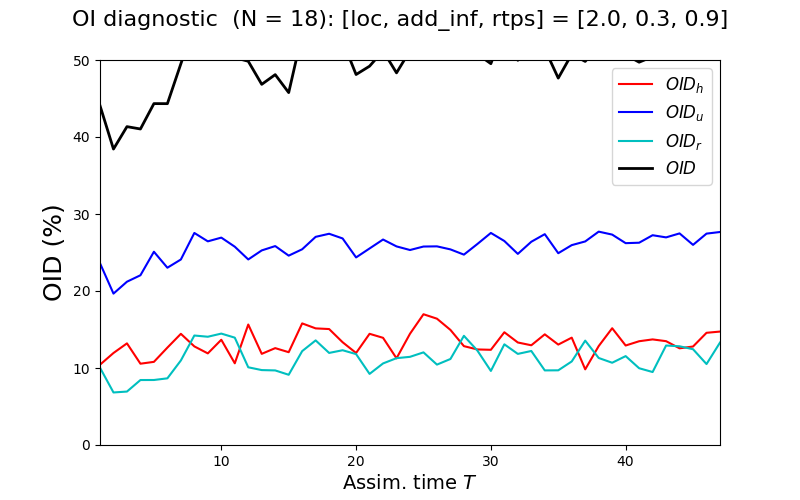 OI diagnostic (N = 18): [loc, add_inf, rtps] = [2.0, 0.3, 0.9]
50
40
30
20
10
0
OID (%)
OID_h
OID_u
OID_r
OID
10 20 30 40
Assim. time T